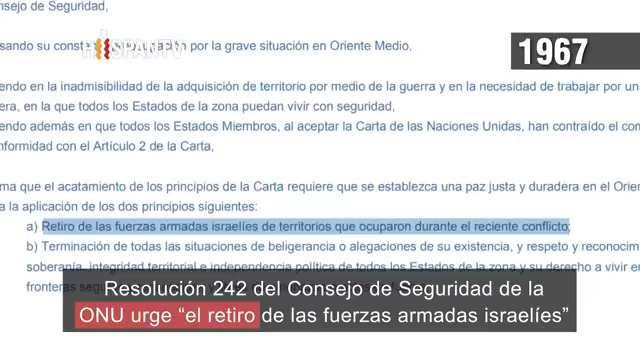 nsejo de Seguridad,
HISPANTV
1967
sando su constante preocupación por la grave situación en Oriente Medio,
endo en la inadmisibilidad de la adquisición de territorio por medio de la guerra y en la necesidad de trabajar por una
era, en la que todos los Estados de la zona puedan vivir con seguridad,
endo además en que todos los Estados Miembros, al aceptar la Carta de las Naciones Unidas, han contraído el com
onformidad con el Artículo 2 de la Carta,
ma que el acatamiento de los principios de la Carta requiere que se establezca una paz justa y duradera en el Orien
a la aplicación de los dos principios siguientes:
a) Retiro de las fuerzas armadas israelíes de territorios que ocuparon durante el reciente conflicto;
b) Terminación de todas las situaciones de beligerancia o alegaciones de su existencia, y respeto y reconocim
soberanía, integridad territorial e independencia política de todos los Estados de la zona y su derecho a vivir en
fronteras
Resolución 242 del Consejo de Seguridad de la
ONU urge “el retiro de las fuerzas armadas israelíes”